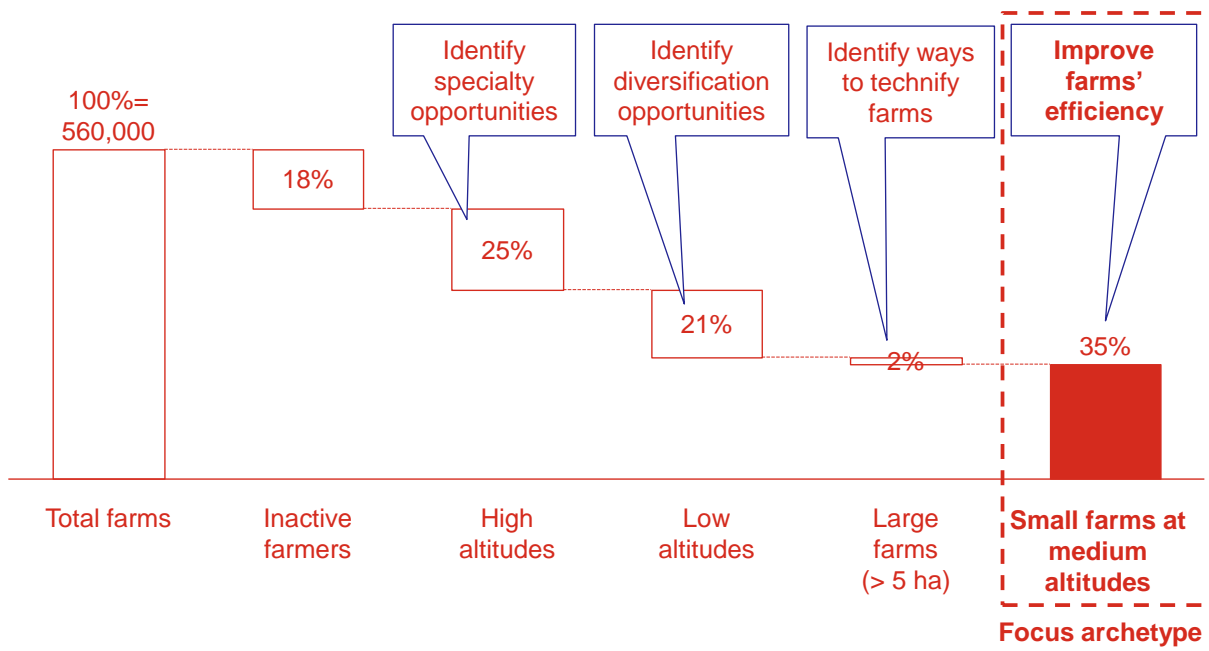 Identify
specialty
opportunities
Identify
diversification
opportunities
Identify ways
to technify
farms
Improve
farms’
efficiency
100%=
560,000
18%
25%
21%
2%
35%
Total farms
Inactive
farmers
High
altitudes
Low
altitudes
Large
farms
(> 5 ha)
Small farms at
medium
altitudes
Focus archetype